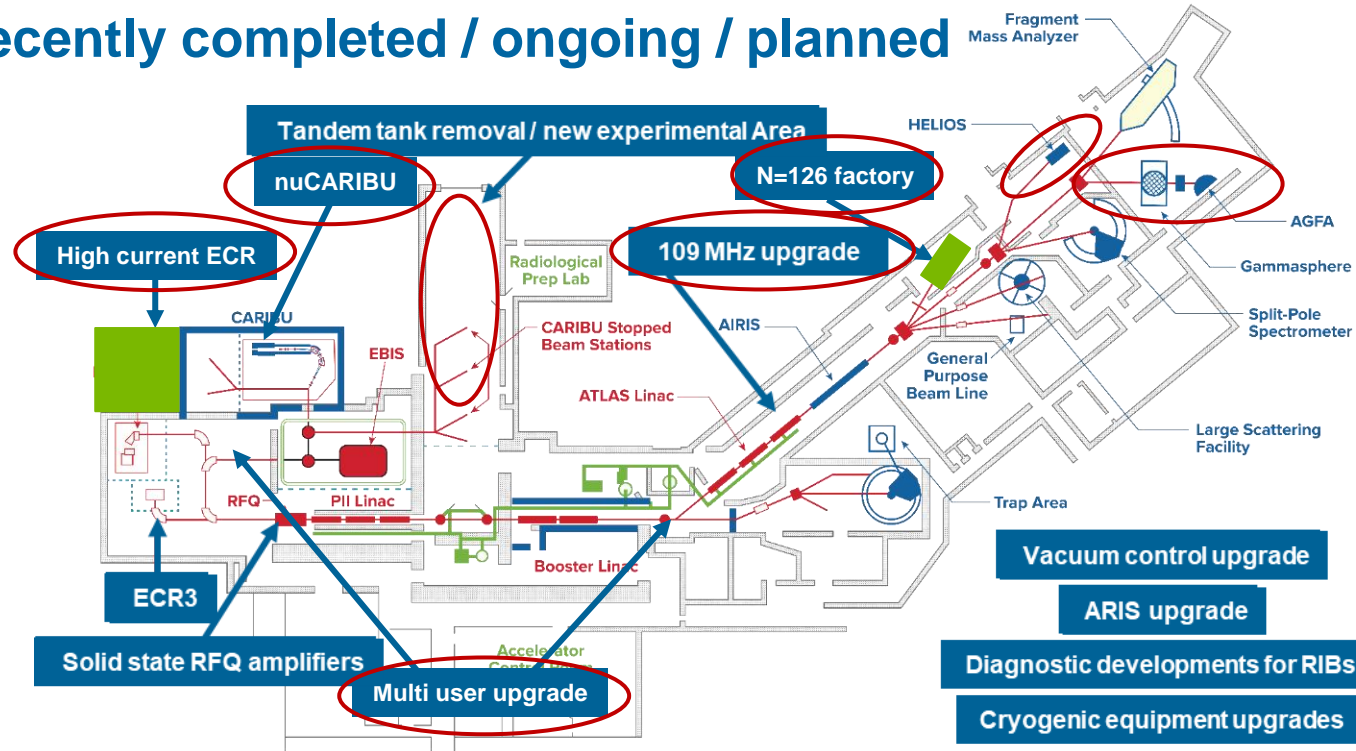 ecently completed / ongoing / planned
Fragment
Mass Analyzer
Tandem tank removal / new experimental Area
HELIOS
nuCARIBU
N=126 factory
AGFA
High current ECR
109 MHz upgrade
Radiological
Prep Lab
Gammasphere
CARIBU
CARIBU Stopped
Beam Stations
AIRIS
Split-Pole
Spectrometer
EBIS
General
Purpose
Beam Line
ATLAS Linac
Large Scattering
Facility
RFQ
PII Linac
Trap Area
Booster Linac
Vacuum control upgrade
ECR3
ARIS upgrade
Solid state RFQ amplifiers
Accelerator
Diagnostic developments for RIBs
Multi user upgrade
Cryogenic equipment upgrades